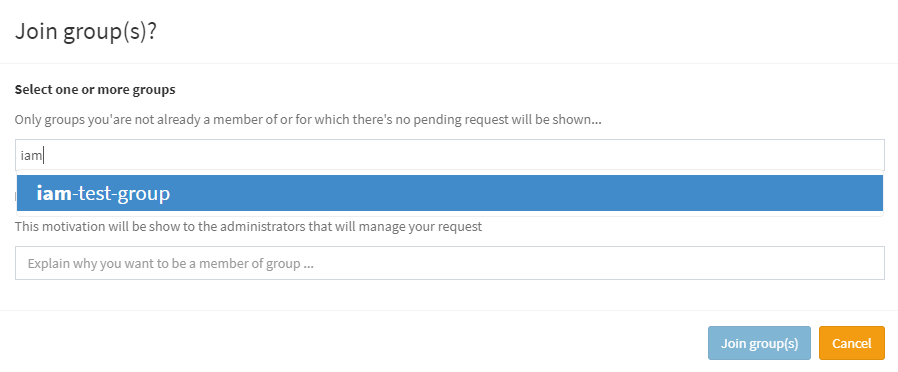 Join group(s)?
Select one or more groups
Only groups you'are not already a member of or for which there's no pending request will be shown...
iam
iam-test-group
This motivation will be show to the administrators that will manage your request
Explain why you want to be a member of group ...
Join group(s)
Cancel